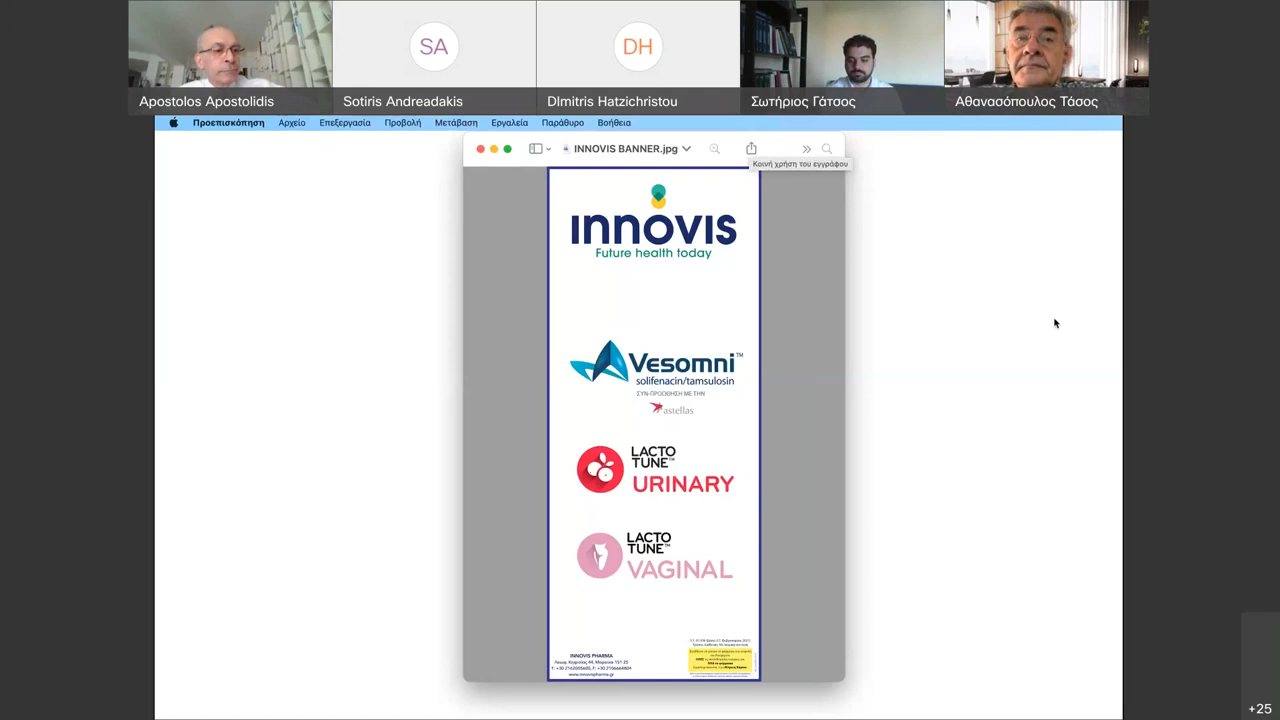 SA
DH
Apostolos Apostolidis
Sotiris Andreadakis
DImitris Hatzichristou
Σωτήριος Γάτσος
Αθανασόπουλος Τάσος
Προεπισκόπηση Αρχείο Επεξεργασία Προβολή Μετάβαση Εργαλεία Παράθυρο Βοήθεια
INNOVIS BANNER.jpg
Κοινή χρήση του εγγράφου
INNOVIS
Future health today
Vesomni™
solifenacin/tamsulosin
ΣΥΝ-ΠΡΟΩΘΗΣΗ ΜΕ ΤΗΝ
astellas
LACTO
TUNE™
URINARY
LACTO
TUNE™
VAGINAL
INNOVIS PHARMA
www.innovispharma.gr
+25